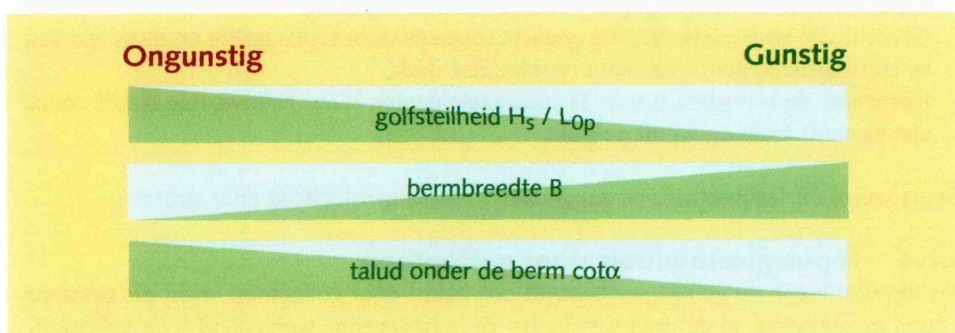 Ongunstig Gunstig
golfsteilheid Hs / L0p
bermbreedte B
talud onder de berm cotα